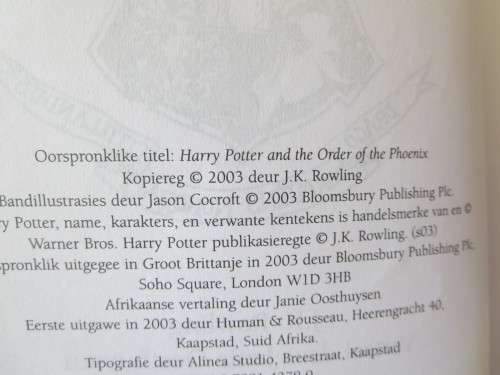 Oorspronklike titel: Harry Potter and the Order of the Phoenix
Kopiereg © 2003 deur J.K. Rowling
Bandillustrasies deur Jason Cocroft © 2003 Bloomsbury Publishing Plc.
Potter, name, karakters, en verwante kentekens is handelsmerke van en ©
Warner Bros. Harry Potter publikasieregte © J.K. Rowling. (s03)
uitgegee in Groot Brittanje in 2003 deur Bloomsbury Publishing Plc.
Soho Square, London W1D 3HB
Afrikaanse vertaling deur Janie Oosthuysen
Eerste uitgawe in 2003 deur Human & Rousseau, Heerengracht 40,
Kaapstad, Suid Afrika.
Tipografie deur Alinea Studio, Breestraat, Kaapstad